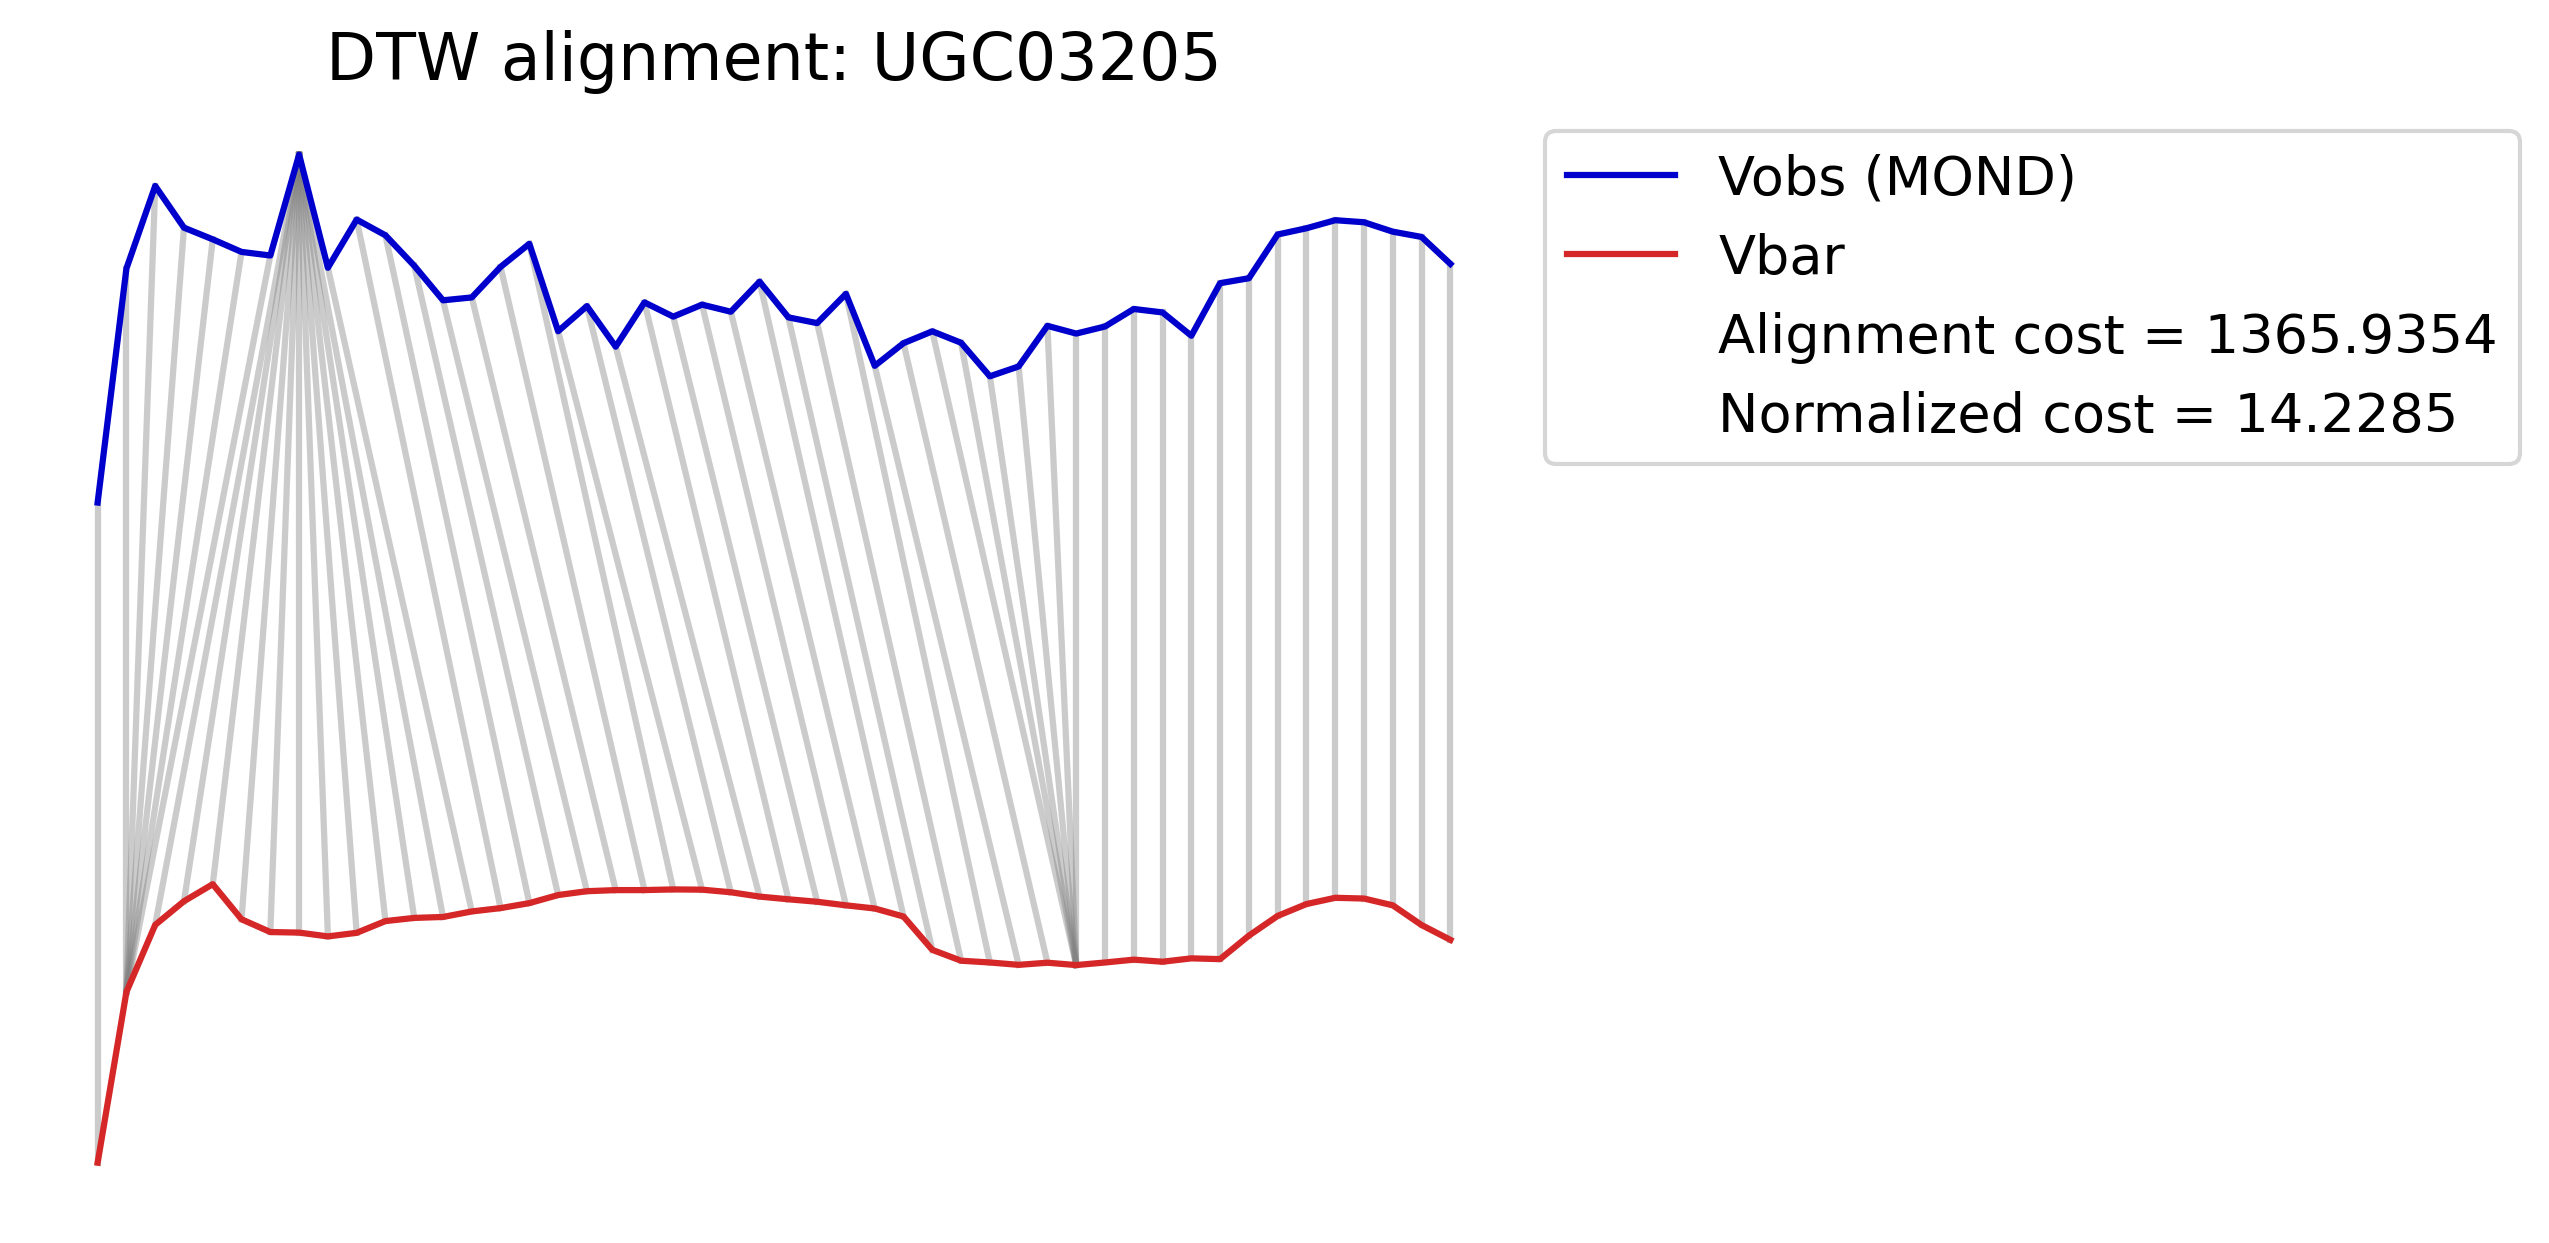 DTW alignment: UGC03205
Vobs (MOND)
Vbar
Alignment cost = 1365.9354
Normalized cost = 14.2285